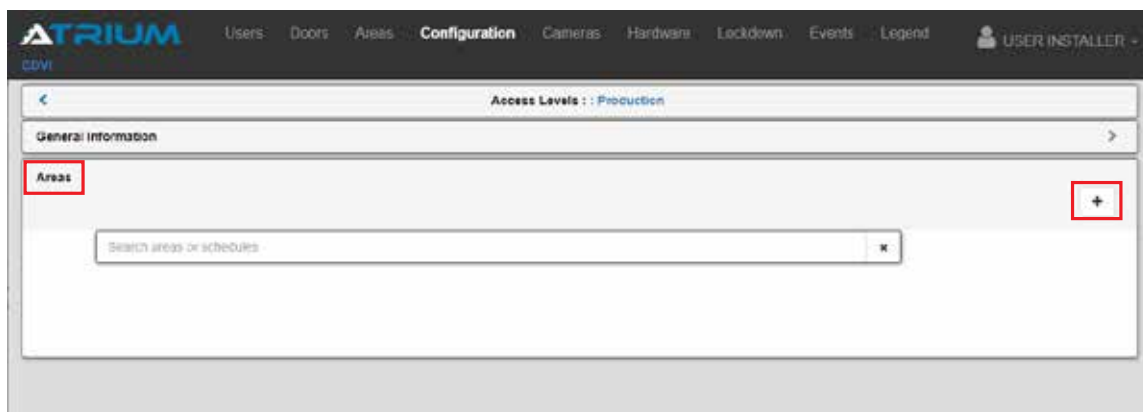 ATRIUM Users Doors Areas Configuration Cameras Hardware Lockdown Events Legend USER INSTALLER
CDVI
Access Levels : : Production
General Information
Areas
+
Search areas or schedules